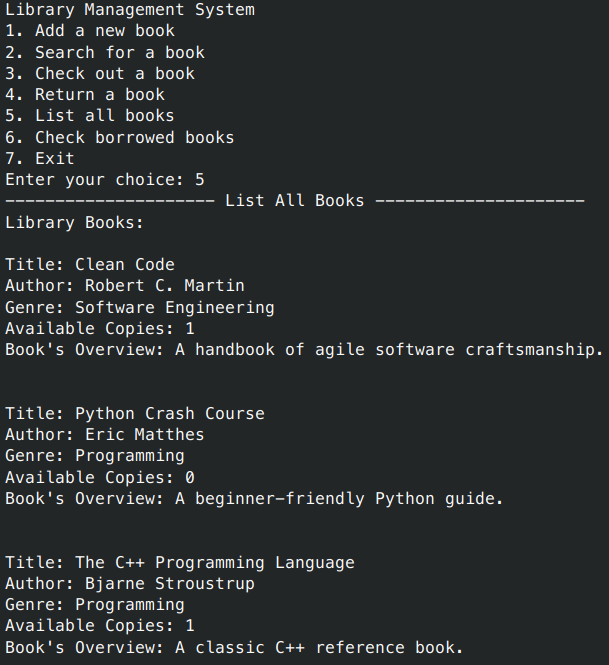 Library Management System
1. Add a new book
2. Search for a book
3. Check out a book
4. Return a book
5. List all books
6. Check borrowed books
7. Exit
Enter your choice: 5
--------------------- List All Books ---------------------
Library Books:

Title: Clean Code
Author: Robert C. Martin
Genre: Software Engineering
Available Copies: 1
Book's Overview: A handbook of agile software craftsmanship.

Title: Python Crash Course
Author: Eric Matthes
Genre: Programming
Available Copies: 0
Book's Overview: A beginner-friendly Python guide.

Title: The C++ Programming Language
Author: Bjarne Stroustrup
Genre: Programming
Available Copies: 1
Book's Overview: A classic C++ reference book.